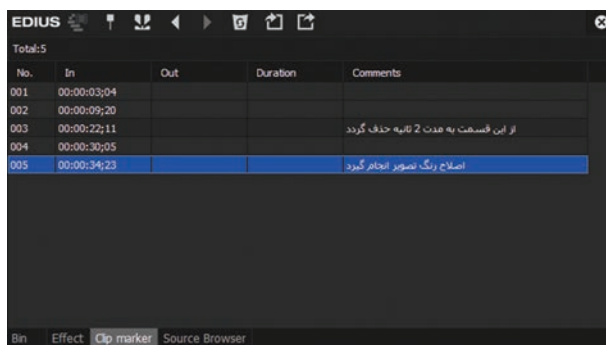 EDIUS
Total:5
No. In Out Duration Comments
001 00:00:03;04
002 00:00:09;20
003 00:00:22;11 از این قسمت به مدت 2 ثانیه حذف گردد
004 00:00:30;05
005 00:00:34;23 اصلاح رنگ تصویر انجام گیرد
Bin Effect Clip marker Source Browser